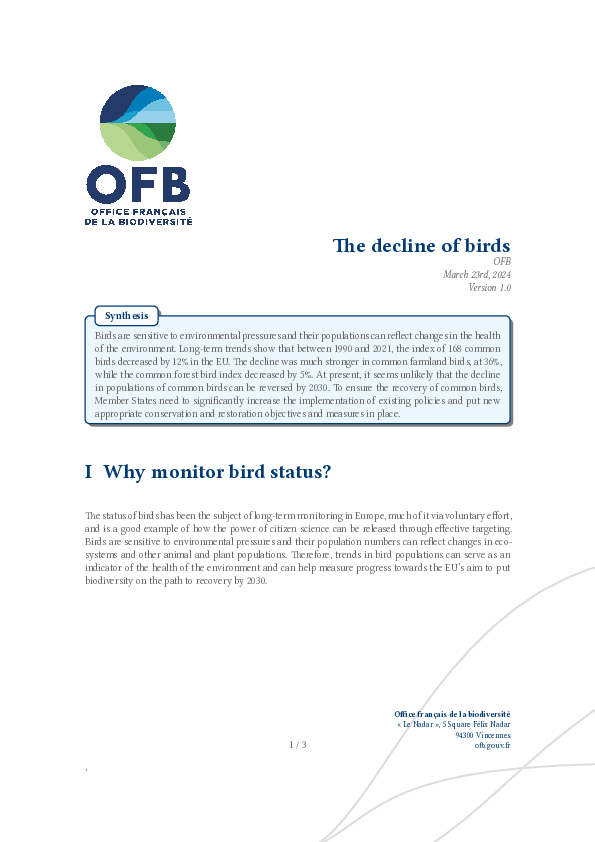 OFB
OFFICE FRANÇAIS
DE LA BIODIVERSITÉ
The decline of birds
OFB
March 23rd, 2024
Version 1.0
Synthesis
Birds are sensitive to environmental pressures and their populations can reflect changes in the health
of the environment. Long-term trends show that between 1990 and 2021, the index of 168 common
birds decreased by 12% in the EU. The decline was much stronger in common farmland birds, at 36%,
while the common forest bird index decreased by 5%. At present, it seems unlikely that the decline
in populations of common birds can be reversed by 2030. To ensure the recovery of common birds,
Member States need to significantly increase the implementation of existing policies and put new
appropriate conservation and restoration objectives and measures in place.
I Why monitor bird status?
The status of birds has been the subject of long-term monitoring in Europe, much of it via voluntary effort,
and is a good example of how the power of citizen science can be released through effective targeting.
Birds are sensitive to environmental pressures and their population numbers can reflect changes in eco-
systems and other animal and plant populations. Therefore, trends in bird populations can serve as an
indicator of the health of the environment and can help measure progress towards the EU's aim to put
biodiversity on the path to recovery by 2030.
Office français de la biodiversité
« Le Nadar », 5 Square Félix Nadar
94300 Vincennes
ofb.gouv.fr
1 / 3
.